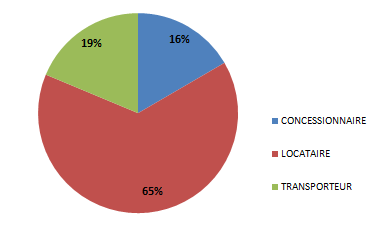 19%
16%
65%
CONCESSIONNAIRE
LOCATAIRE
TRANSPORTEUR